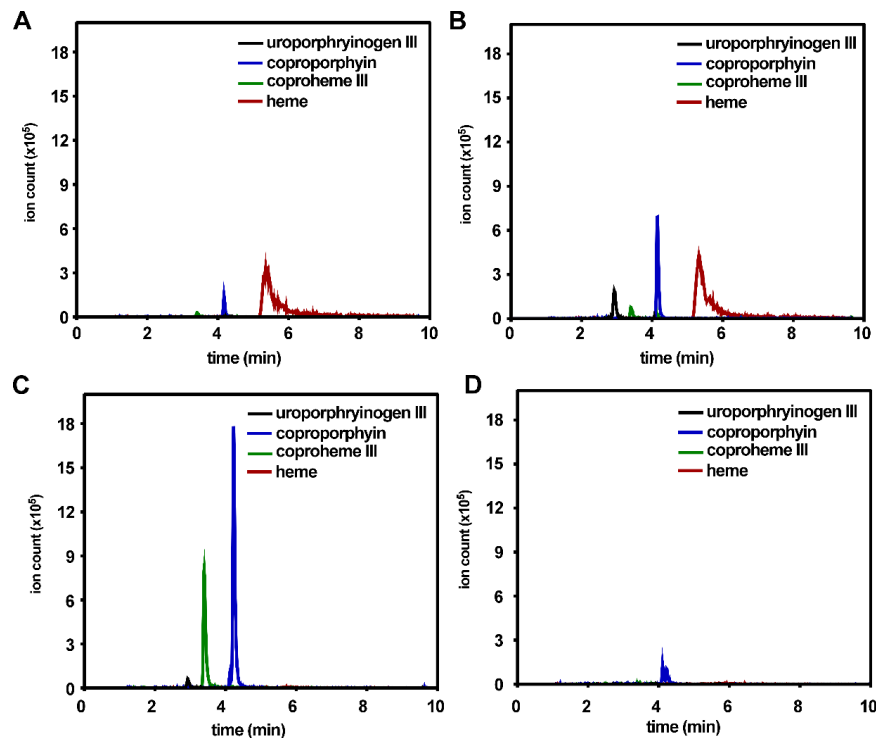 A
uroporphryinogen III
coproporphyin
coproheme III
heme
ion count (x10⁵)
18
15
12
9
6
3
0
0 2 4 6 8 10
time (min)
B
uroporphryinogen III
coproporphyin
coproheme III
heme
ion count (x10⁵)
18
15
12
9
6
3
0
0 2 4 6 8 10
time (min)
C
uroporphryinogen III
coproporphyin
coproheme III
heme
ion count (x10⁵)
18
15
12
9
6
3
0
0 2 4 6 8 10
time (min)
D
uroporphryinogen III
coproporphyin
coproheme III
heme
ion count (x10⁵)
18
15
12
9
6
3
0
0 2 4 6 8 10
time (min)